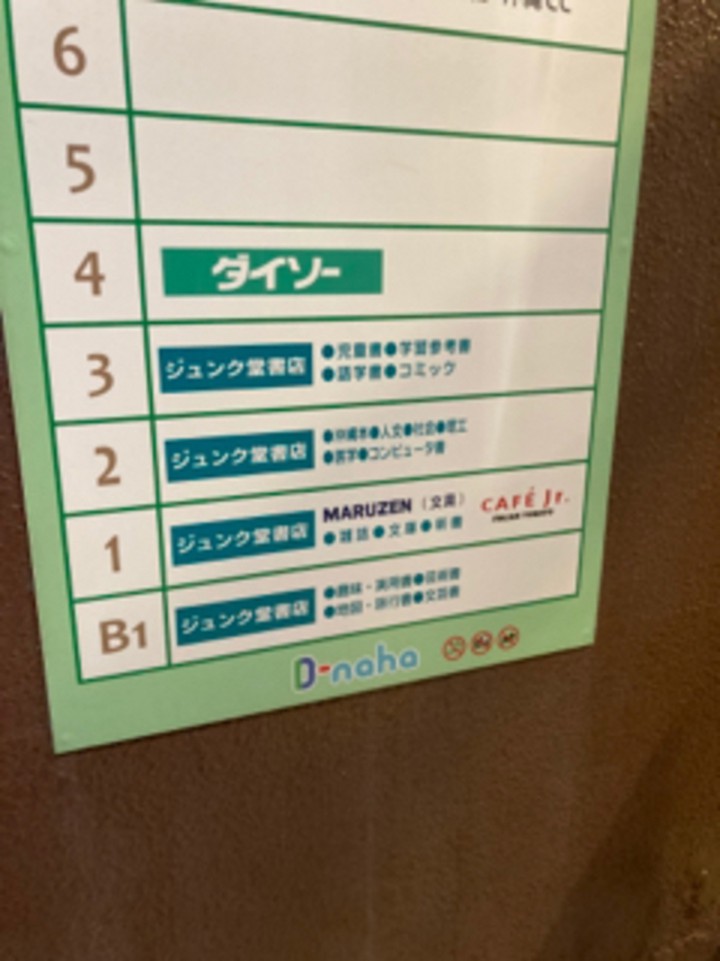 6
5
4 ダイソー
3 ジュンク堂書店 ●児童書●学習参考書
●語学書●コミック
2 ジュンク堂書店 ●沖縄本●人文●社会●理工
●医学●コンピュータ書
1 ジュンク堂書店 MARUZEN(文具) CAFÉ Jr.
●雑誌●文庫●新書
B1 ジュンク堂書店 ●趣味・実用書●芸術書
●地図・旅行書●文芸書
D-naha